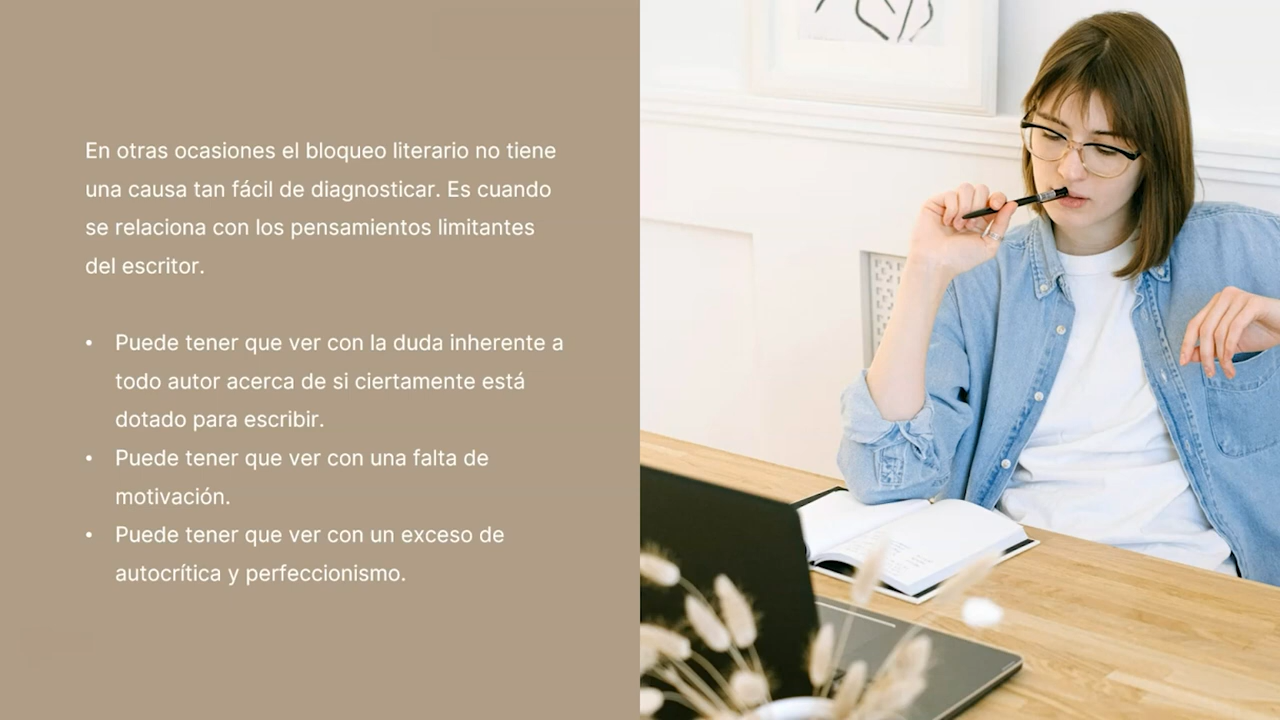 En otras ocasiones el bloqueo literario no tiene
una causa tan fácil de diagnosticar. Es cuando
se relaciona con los pensamientos limitantes
del escritor.
• Puede tener que ver con la duda inherente a
todo autor acerca de si ciertamente está
dotado para escribir.
• Puede tener que ver con una falta de
motivación.
• Puede tener que ver con un exceso de
autocrítica y perfeccionismo.